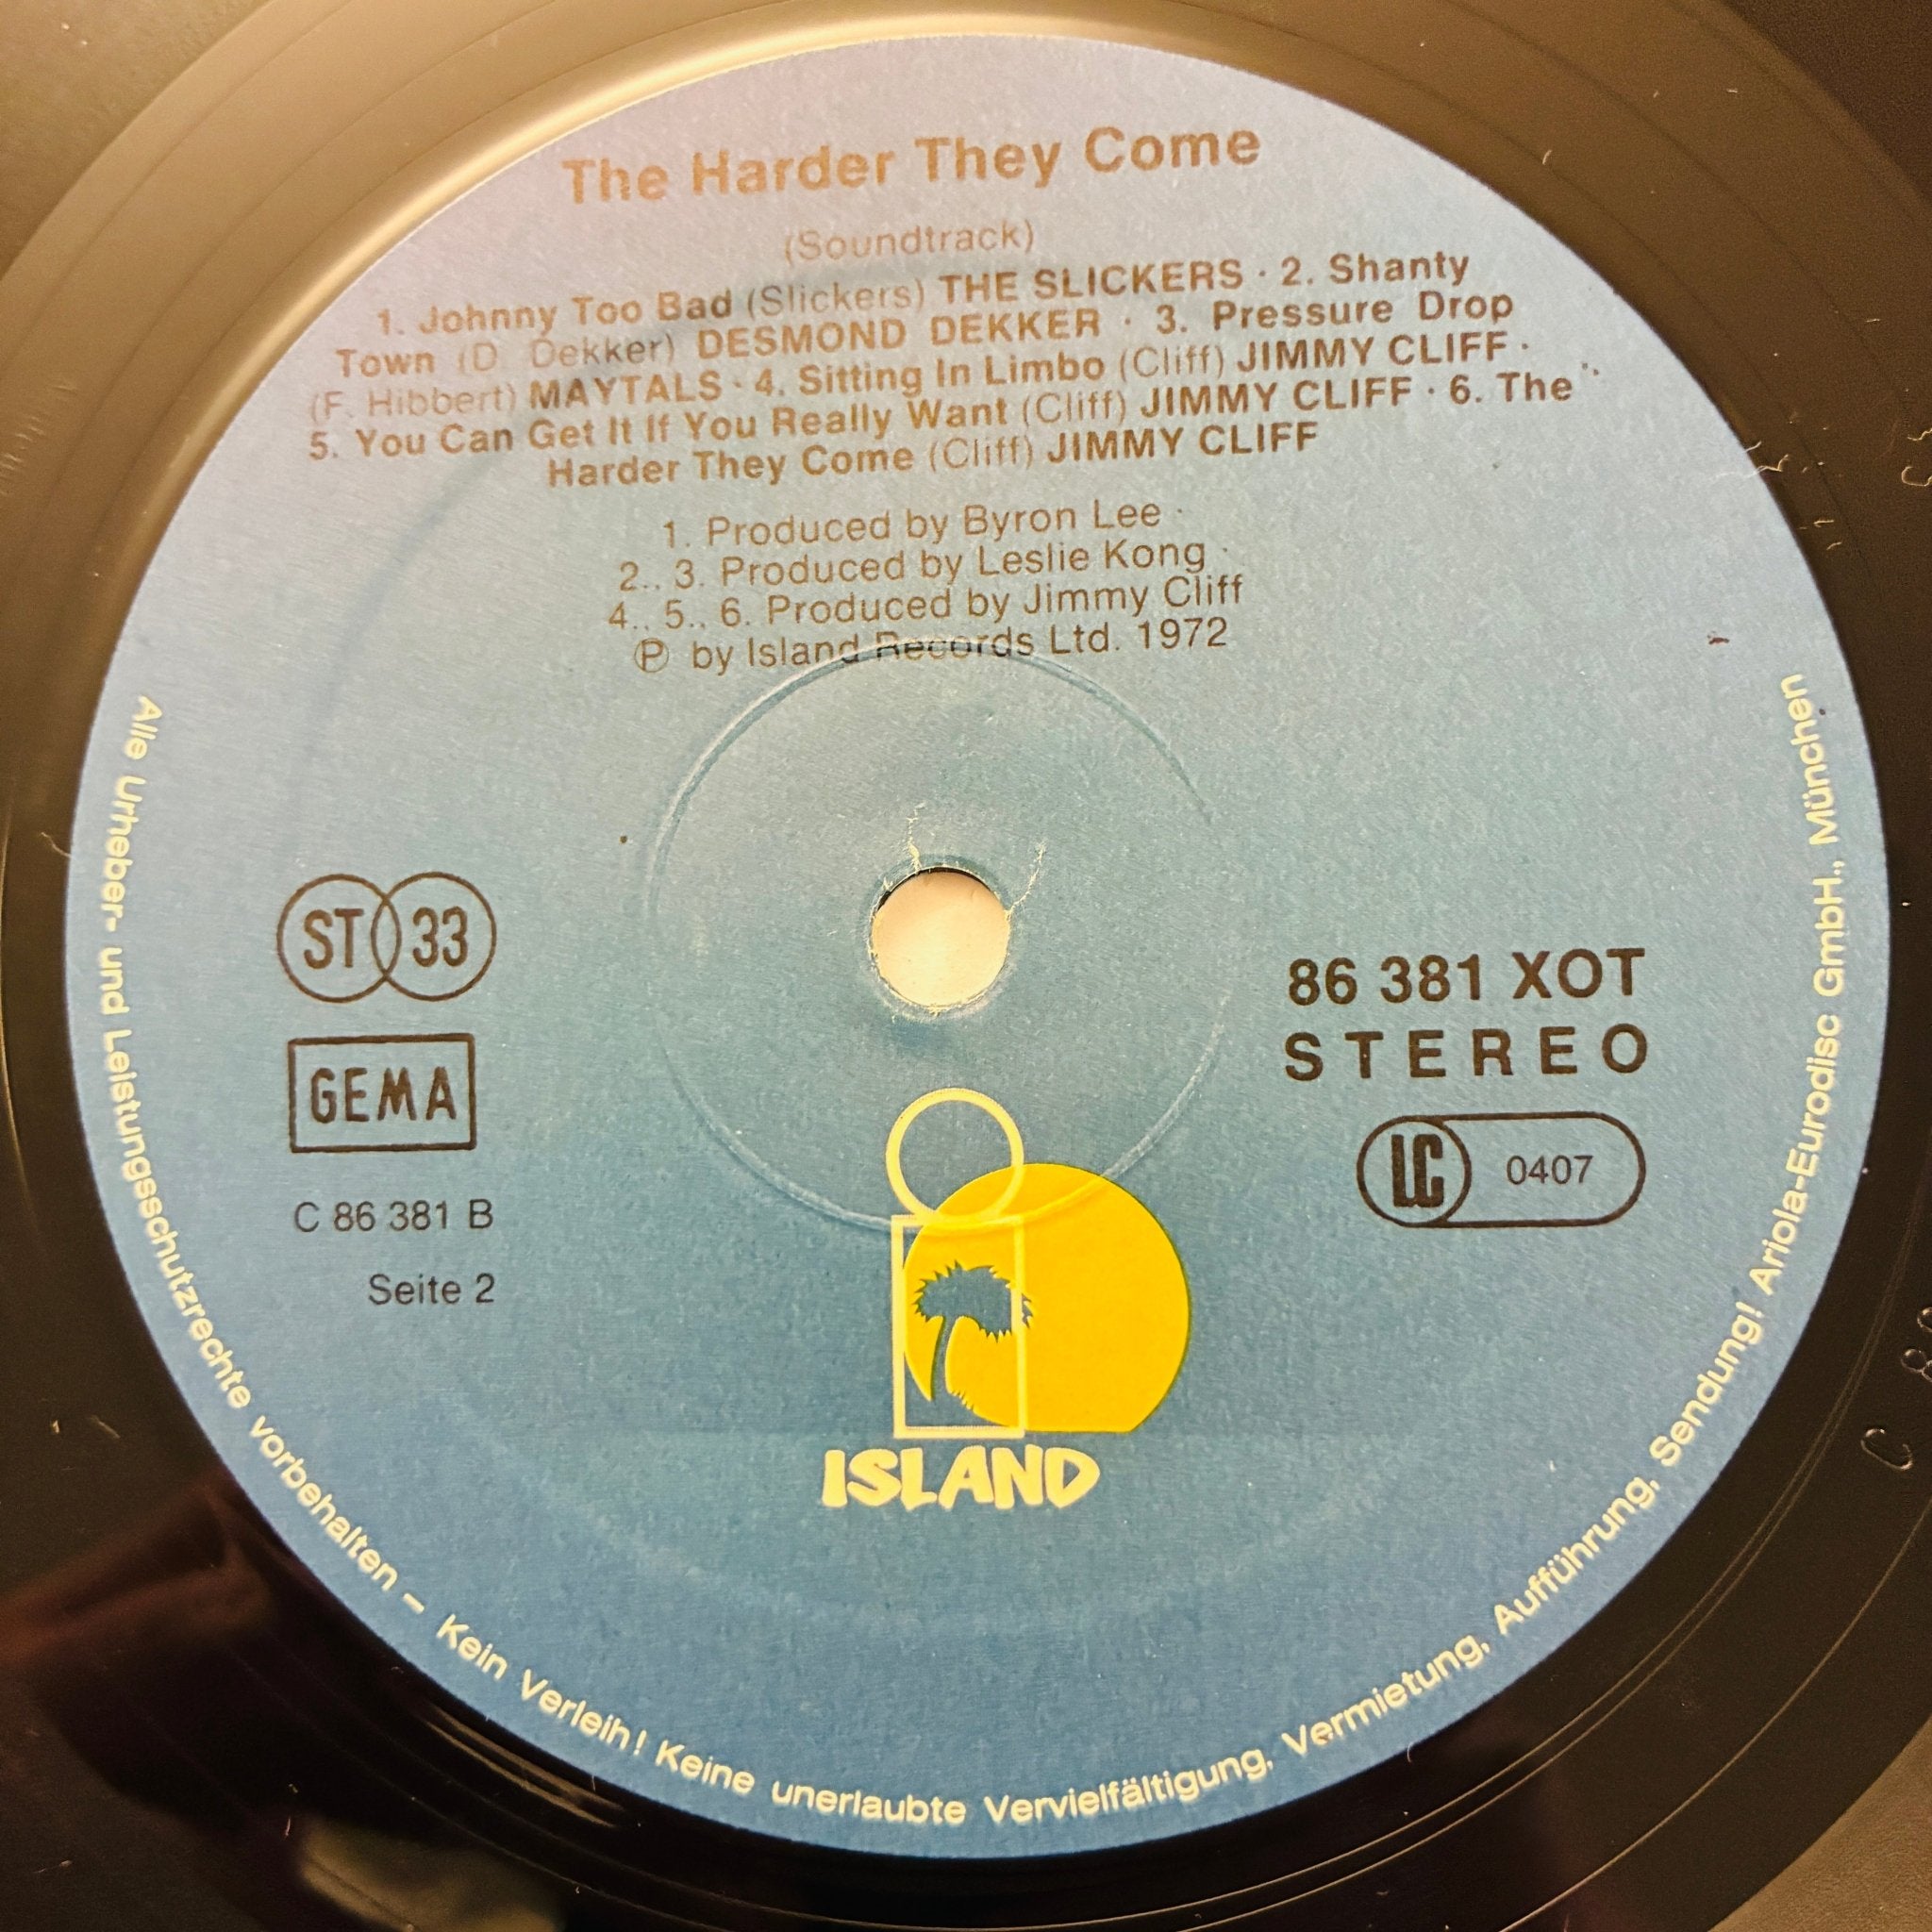 The Harder They Come
(Soundtrack)
1. Johnny Too Bad (Slickers) THE SLICKERS · 2. Shanty
Town (D. Dekker) DESMOND DEKKER · 3. Pressure Drop
(F. Hibbert) MAYTALS · 4. Sitting In Limbo (Cliff) JIMMY CLIFF ·
5. You Can Get It If You Really Want (Cliff) JIMMY CLIFF · 6. The
Harder They Come (Cliff) JIMMY CLIFF
1. Produced by Byron Lee ·
2., 3. Produced by Leslie Kong ·
4., 5., 6. Produced by Jimmy Cliff
Ⓟ by Island Records Ltd. 1972
ST 33
GEMA
C 86 381 B
Seite 2
86 381 XOT
STEREO
LC 0407
ISLAND
Alle Urheber- und Leistungsschutzrechte vorbehalten – Kein Verleih! Keine unerlaubte Vervielfältigung, Vermietung, Aufführung, Sendung! Ariola-Eurodisc GmbH., München